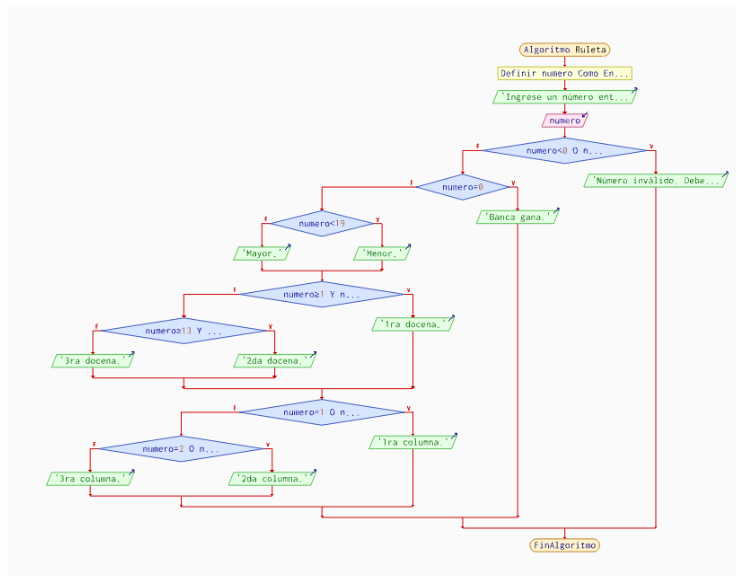 Algoritmo Ruleta
Definir numero Como En...
'Ingrese un número ent...
numero
numero<0 O n...
F
V
numero=0
'Número inválido. Debe...
F
V
numero<19
'Banca gana.'
F
V
'Mayor.'
'Menor.'
numero≥1 Y n...
F
V
numero≥13 Y ...
'1ra docena.'
F
V
'3ra docena.'
'2da docena.'
numero=1 O n...
F
V
numero=2 O n...
'1ra columna.'
F
V
'3ra columna.'
'2da columna.'
FinAlgoritmo